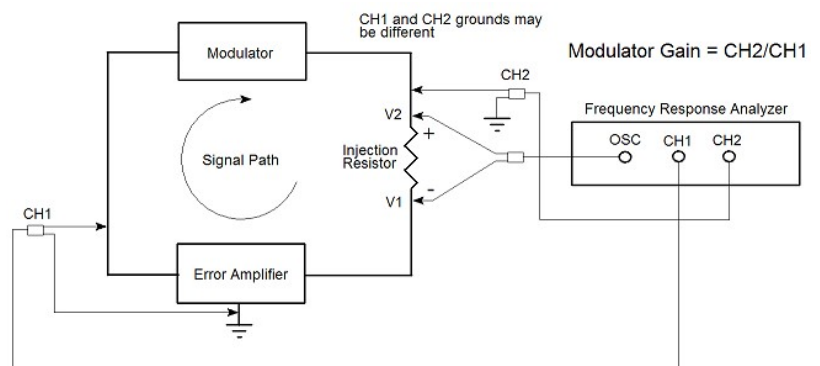 CH1 and CH2 grounds may
be different
Modulator
Modulator Gain = CH2/CH1
CH2
Frequency Response Analyzer
V2
+
OSC
CH1
CH2
Injection
Resistor
Signal Path
-
V1
CH1
Error Amplifier